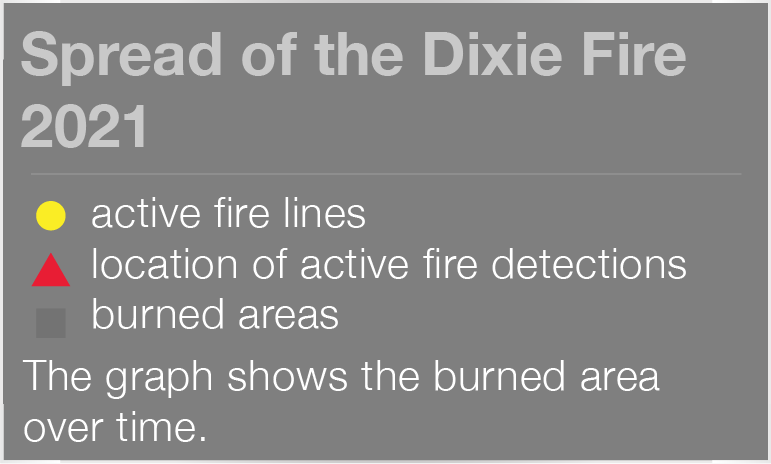 Spread of the Dixie Fire
2021
active fire lines
location of active fire detections
burned areas
The graph shows the burned area
over time.